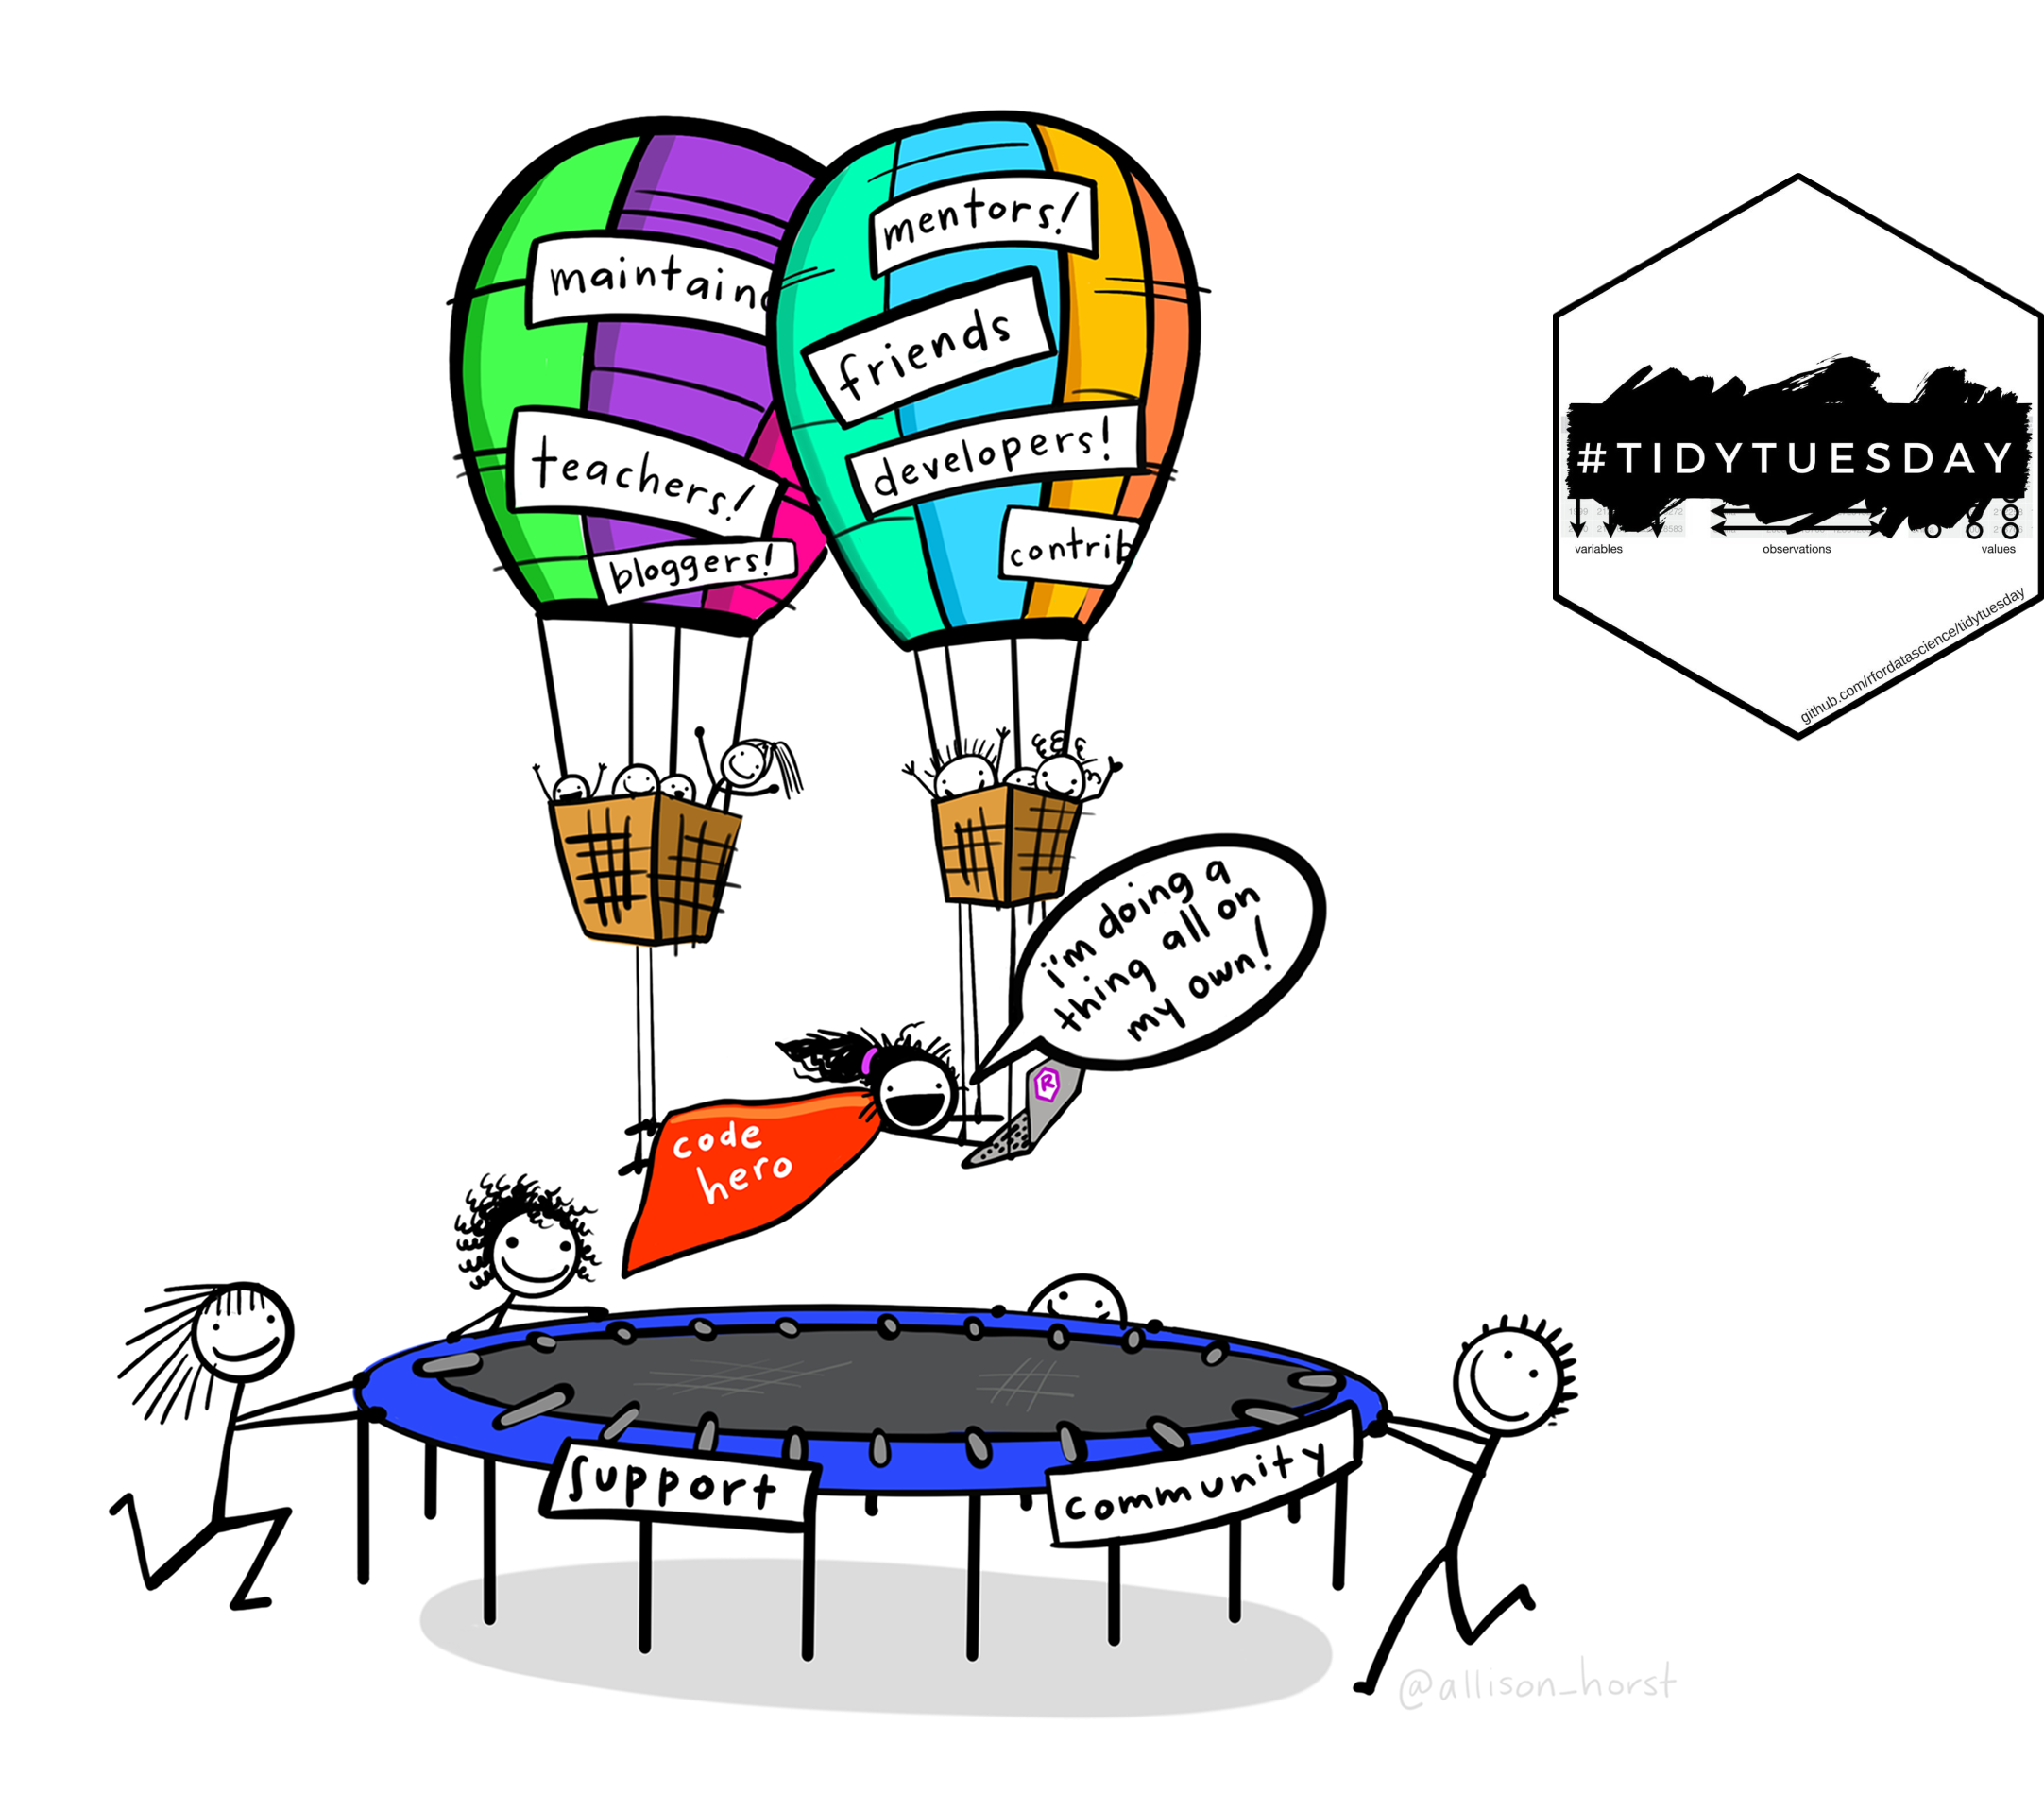 maintaine
teachers!
bloggers!
mentors!
friends
developers!
contrib
#TIDYTUESDAY
variables
observations
values
github.com/rfordatascience/tidytuesday
i'm doing a
thing all on
my own!
R
code
hero
support
community
@allison_horst